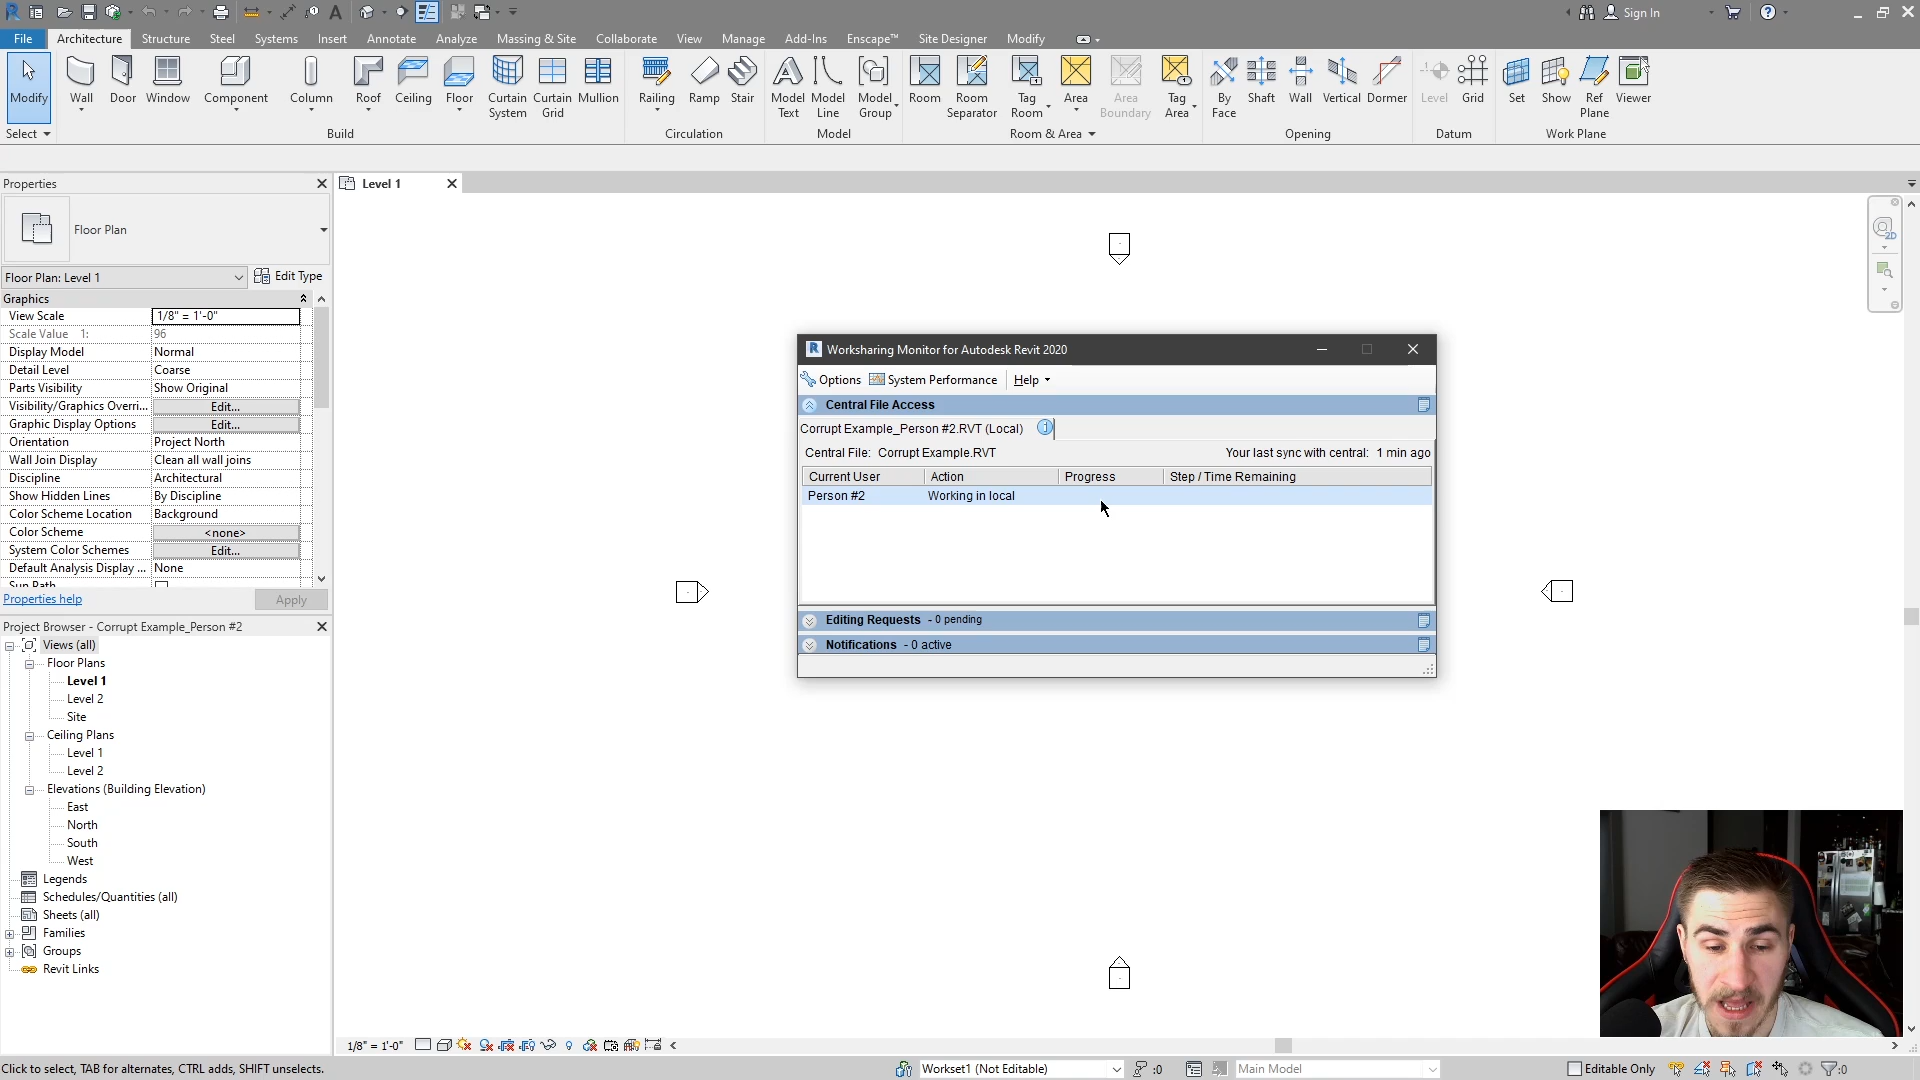 Sign In
File
Architecture
Structure
Steel
Systems
Insert
Annotate
Analyze
Massing & Site
Collaborate
View
Manage
Add-Ins
Enscape™
Site Designer
Modify
Modify
Wall
Door
Window
Component
Column
Roof
Ceiling
Floor
Curtain System
Curtain Grid
Mullion
Railing
Ramp
Stair
Model Text
Model Line
Model Group
Room
Room Separator
Tag Room
Area
Area Boundary
Tag Area
By Face
Shaft
Wall
Vertical
Dormer
Level
Grid
Set
Show
Ref Plane
Viewer
Select
Build
Circulation
Model
Room & Area
Opening
Datum
Work Plane
Properties
Level 1
Floor Plan
Floor Plan: Level 1
Edit Type
Graphics
View Scale 1/8" = 1'-0"
Scale Value 1: 96
Display Model Normal
Detail Level Coarse
Parts Visibility Show Original
Visibility/Graphics Overri... Edit...
Graphic Display Options Edit...
Orientation Project North
Wall Join Display Clean all wall joins
Discipline Architectural
Show Hidden Lines By Discipline
Color Scheme Location Background
Color Scheme <none>
System Color Schemes Edit...
Default Analysis Display ... None
Sun Path
Properties help
Apply
Project Browser - Corrupt Example_Person #2
Views (all)
Floor Plans
Level 1
Level 2
Site
Ceiling Plans
Level 1
Level 2
Elevations (Building Elevation)
East
North
South
West
Legends
Schedules/Quantities (all)
Sheets (all)
Families
Groups
Revit Links
Worksharing Monitor for Autodesk Revit 2020
Options
System Performance
Help
Central File Access
Corrupt Example_Person #2.RVT (Local)
Central File: Corrupt Example.RVT
Your last sync with central: 1 min ago
Current User Action Progress Step / Time Remaining
Person #2 Working in local
Editing Requests - 0 pending
Notifications - 0 active
1/8" = 1'-0"
Click to select, TAB for alternates, CTRL adds, SHIFT unselects.
Workset1 (Not Editable)
:0
Main Model
Editable Only
:0